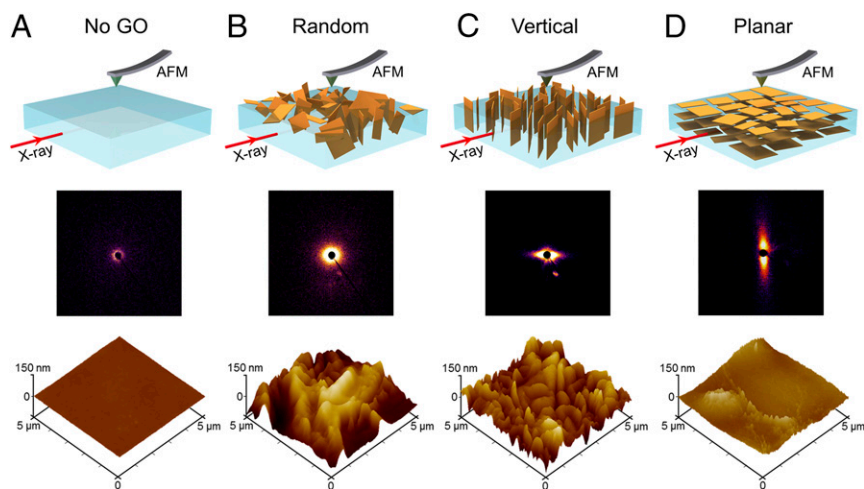 A No GO B Random C Vertical D Planar
AFM AFM AFM AFM
X-ray X-ray X-ray X-ray
150 nm 150 nm 150 nm 150 nm
0 0 0 0
5 µm 5 µm 5 µm 5 µm 5 µm 5 µm 5 µm 5 µm
0 0 0 0